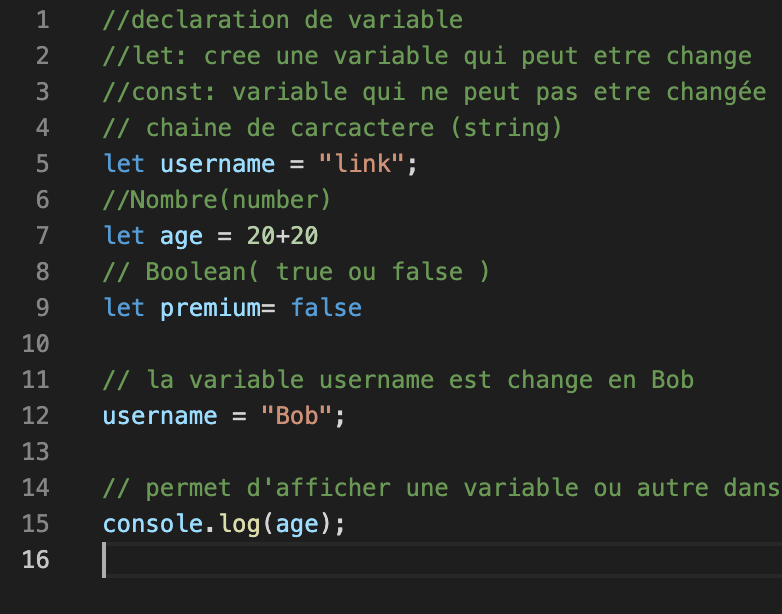 1 //declaration de variable
2 //let: cree une variable qui peut etre change
3 //const: variable qui ne peut pas etre changée
4 // chaine de carcactere (string)
5 let username = "link";
6 //Nombre(number)
7 let age = 20+20
8 // Boolean( true ou false )
9 let premium= false
10
11 // la variable username est change en Bob
12 username = "Bob";
13
14 // permet d'afficher une variable ou autre dans
15 console.log(age);
16